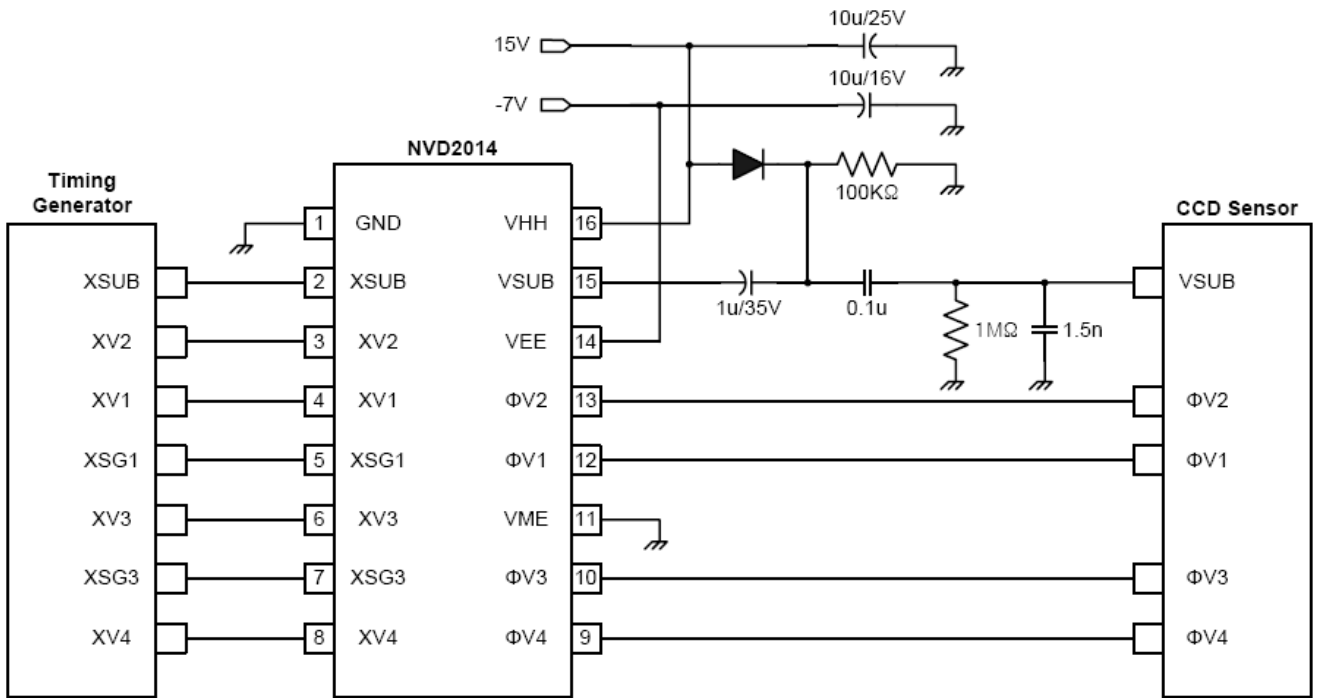 10u/25V
15V
10u/16V
-7V
NVD2014
Timing
Generator
100KΩ
CCD Sensor
1 GND VHH 16
XSUB 2 XSUB VSUB 15 VSUB
1u/35V 0.1u
XV2 3 XV2 VEE 14 1MΩ 1.5n
XV1 4 XV1 ΦV2 13 ΦV2
XSG1 5 XSG1 ΦV1 12 ΦV1
XV3 6 XV3 VME 11
XSG3 7 XSG3 ΦV3 10 ΦV3
XV4 8 XV4 ΦV4 9 ΦV4